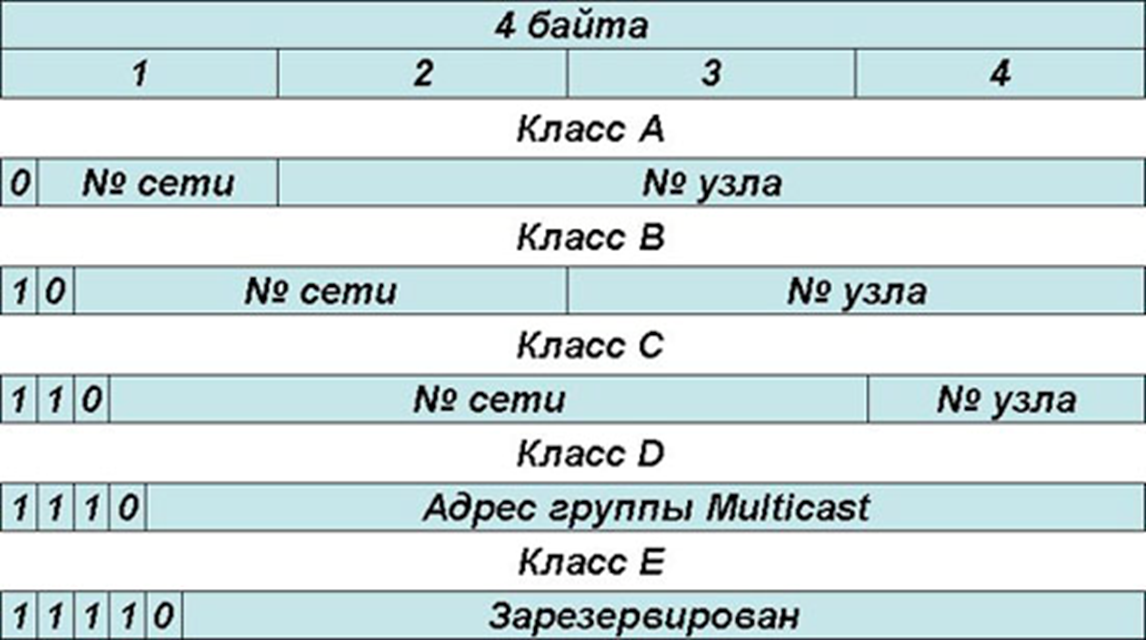 4 байта
1 2 3 4
Класс A
0 № сети № узла
Класс B
1 0 № сети № узла
Класс C
1 1 0 № сети № узла
Класс D
1 1 1 0 Адрес группы Multicast
Класс E
1 1 1 1 0 Зарезервирован